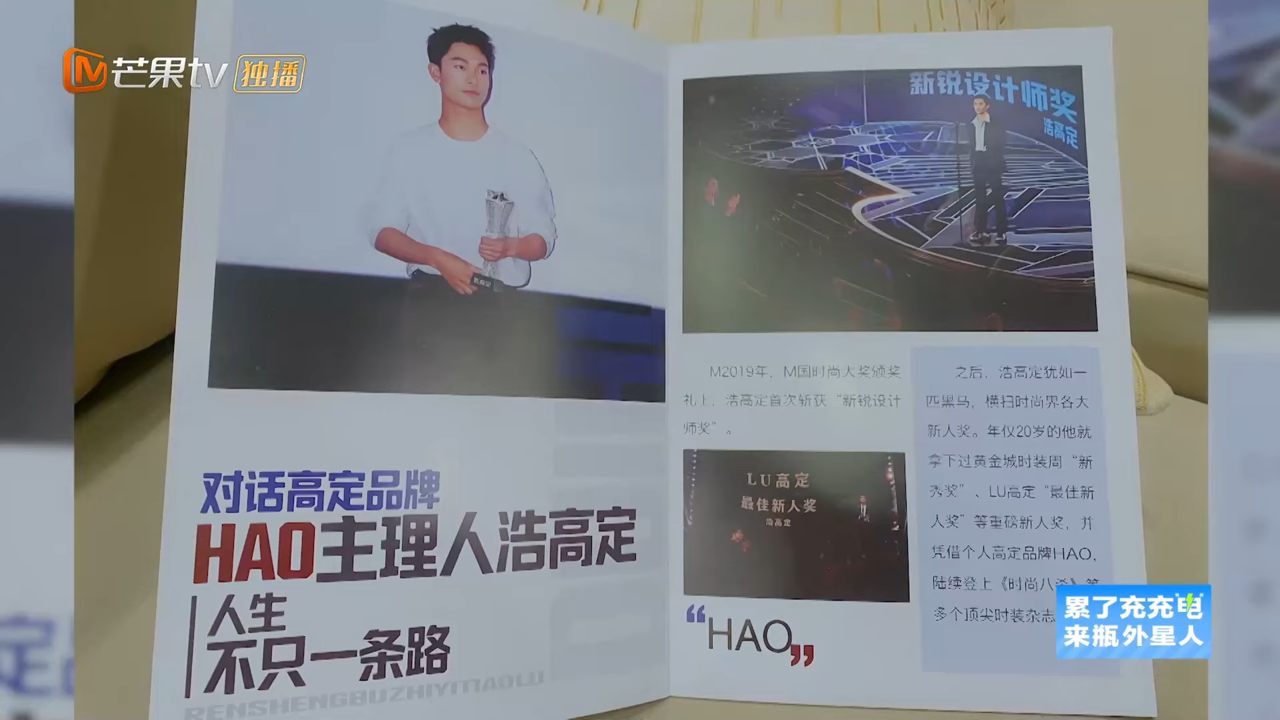 芒果tv 独播
对话高定品牌
HAO主理人浩高定
人生
不只一条路
RENSHENGBUZHIYITIAOLU
新锐设计师奖
浩高定
M2019年,M国时尚大奖颁奖
礼上,浩高定首次斩获“新锐设计
师奖”。
LU高定
最佳新人奖
浩高定
“HAO”
之后,浩高定犹如一
匹黑马,横扫时尚界各大
新人奖。年仅20岁的他就
拿下过黄金城时装周“新
秀奖”、LU高定“最佳新
人奖”等重磅新人奖,并
凭借个人高定品牌HAO,
陆续登上《时尚八
多个顶尖时装杂志
累了充充电
来瓶外星人